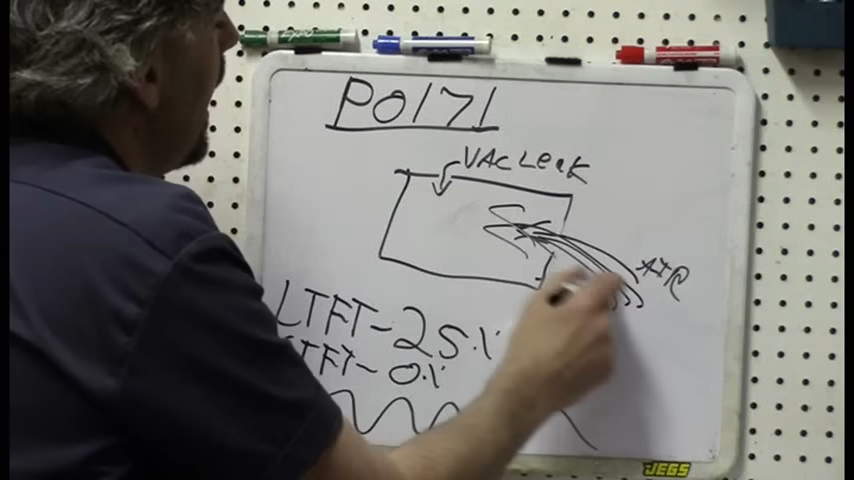 P0171
VAC Leak
AIR
LTFT-25%
STFT-0%
JEGS